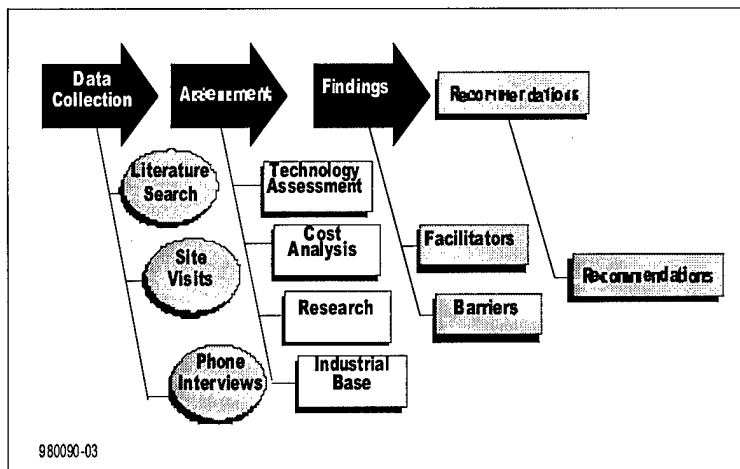 Data
Collection
Assessment
Findings
Recommendations
Literature
Search
Site
Visits
Phone
Interviews
Technology
Assessment
Cost
Analysis
Research
Industrial
Base
Facilitators
Barriers
Recommendations
980090-03